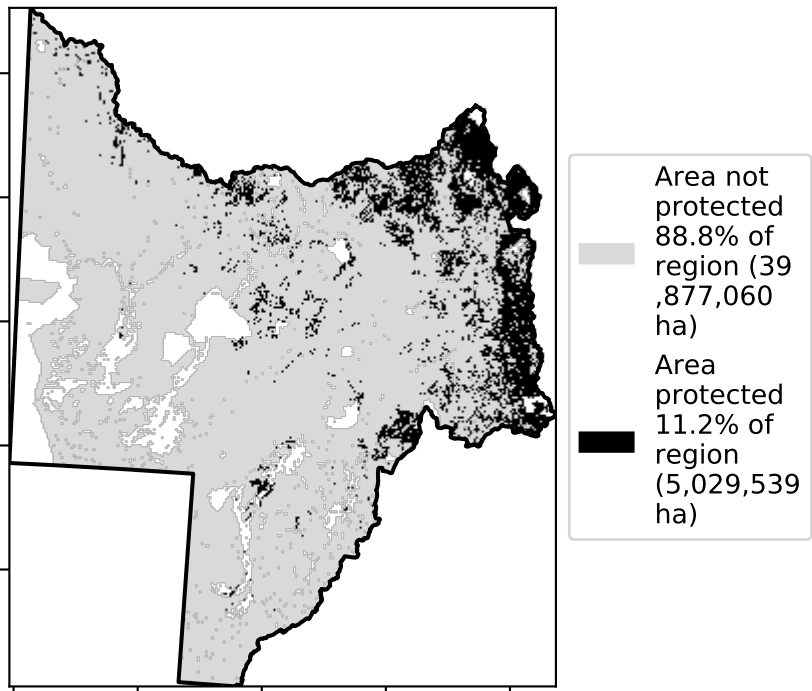 Area not
protected
88.8% of
region (39
,877,060
ha)
Area
protected
11.2% of
region
(5,029,539
ha)